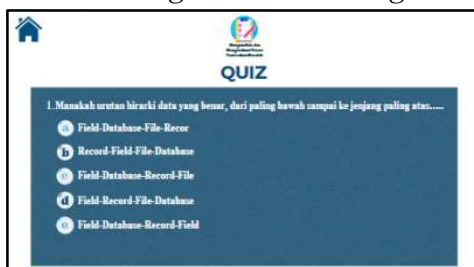 QUIZ
1.Manakah urutan hirarki data yang benar, dari paling bawah sampai ke jenjang paling atas.....
a Field-Database-File-Recor
b Record-Field-File-Database
c Field-Database-Record-File
d Field-Record-File-Database
e Field-Database-Record-Field